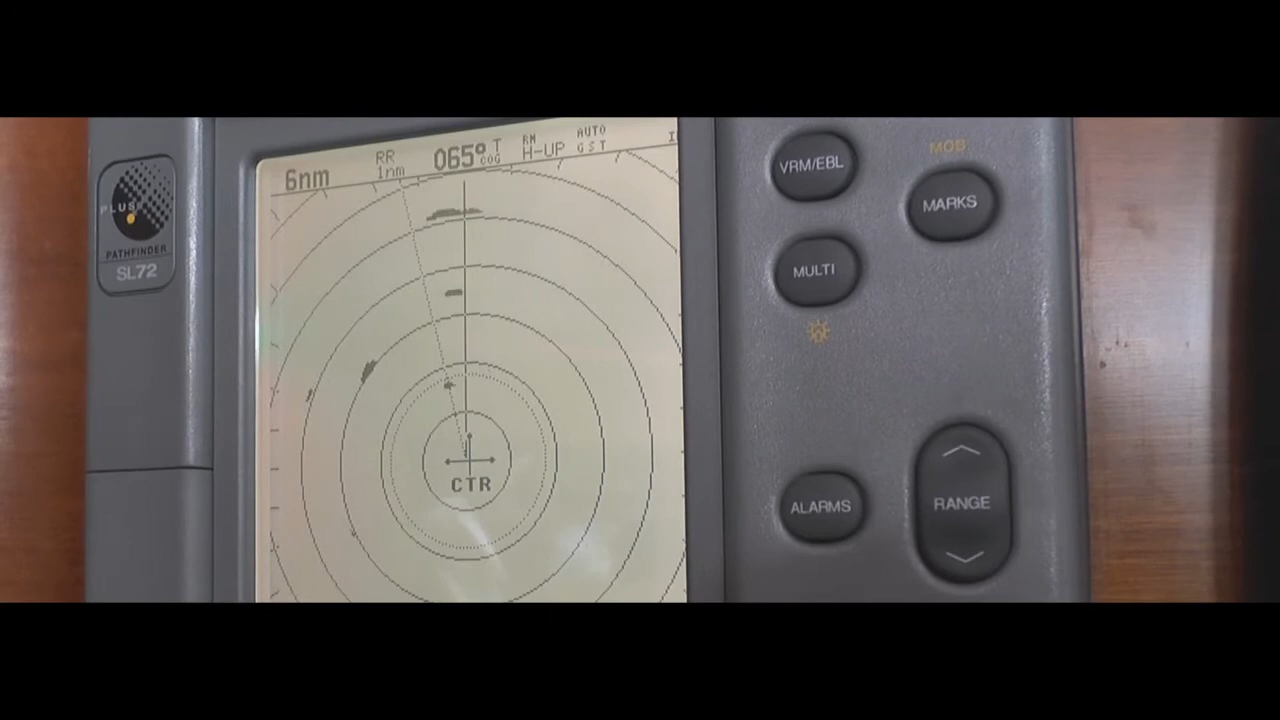 PLUS
PATHFINDER
SL72
6nm
RR
1nm
065° T
COG
RM
H-UP
AUTO
GST
CTR
VRM/EBL
MOB
MARKS
MULTI
ALARMS
RANGE